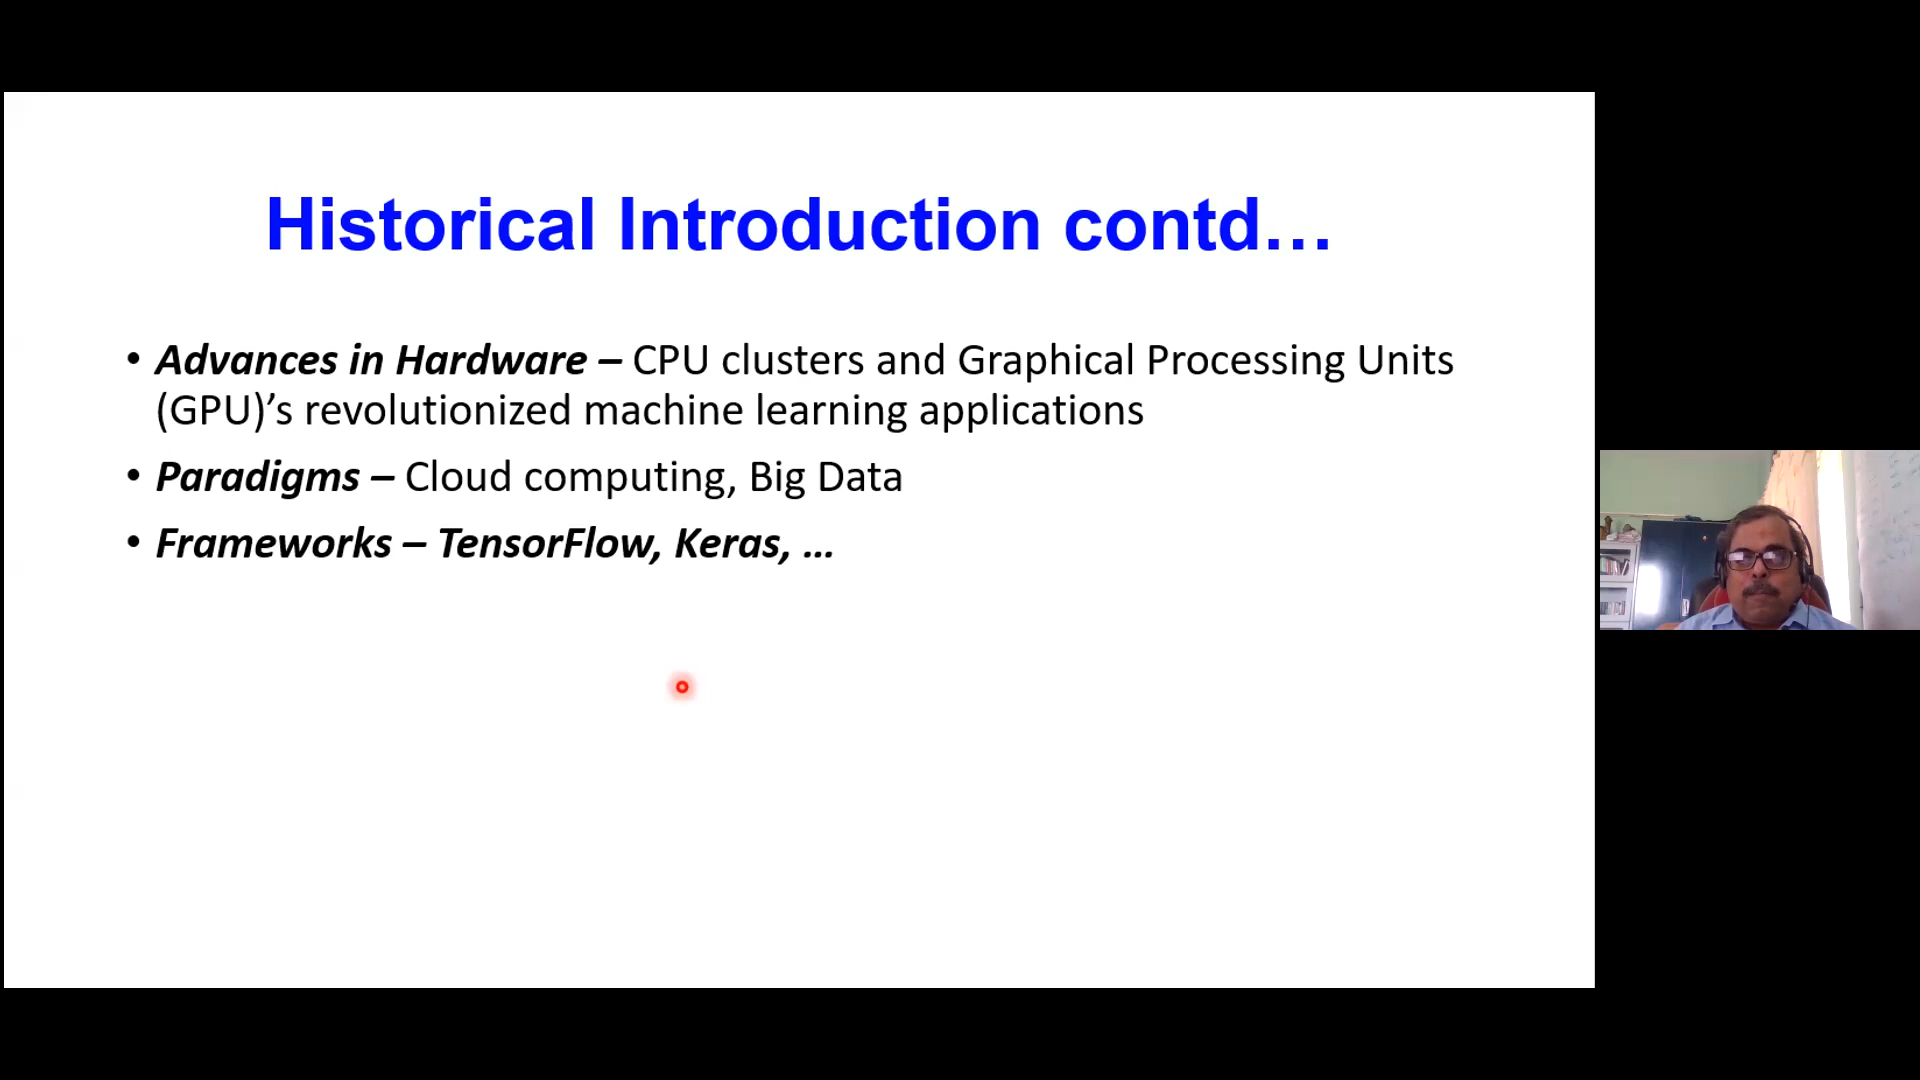 Historical Introduction contd…
• Advances in Hardware – CPU clusters and Graphical Processing Units
(GPU)’s revolutionized machine learning applications
• Paradigms – Cloud computing, Big Data
• Frameworks – TensorFlow, Keras, …